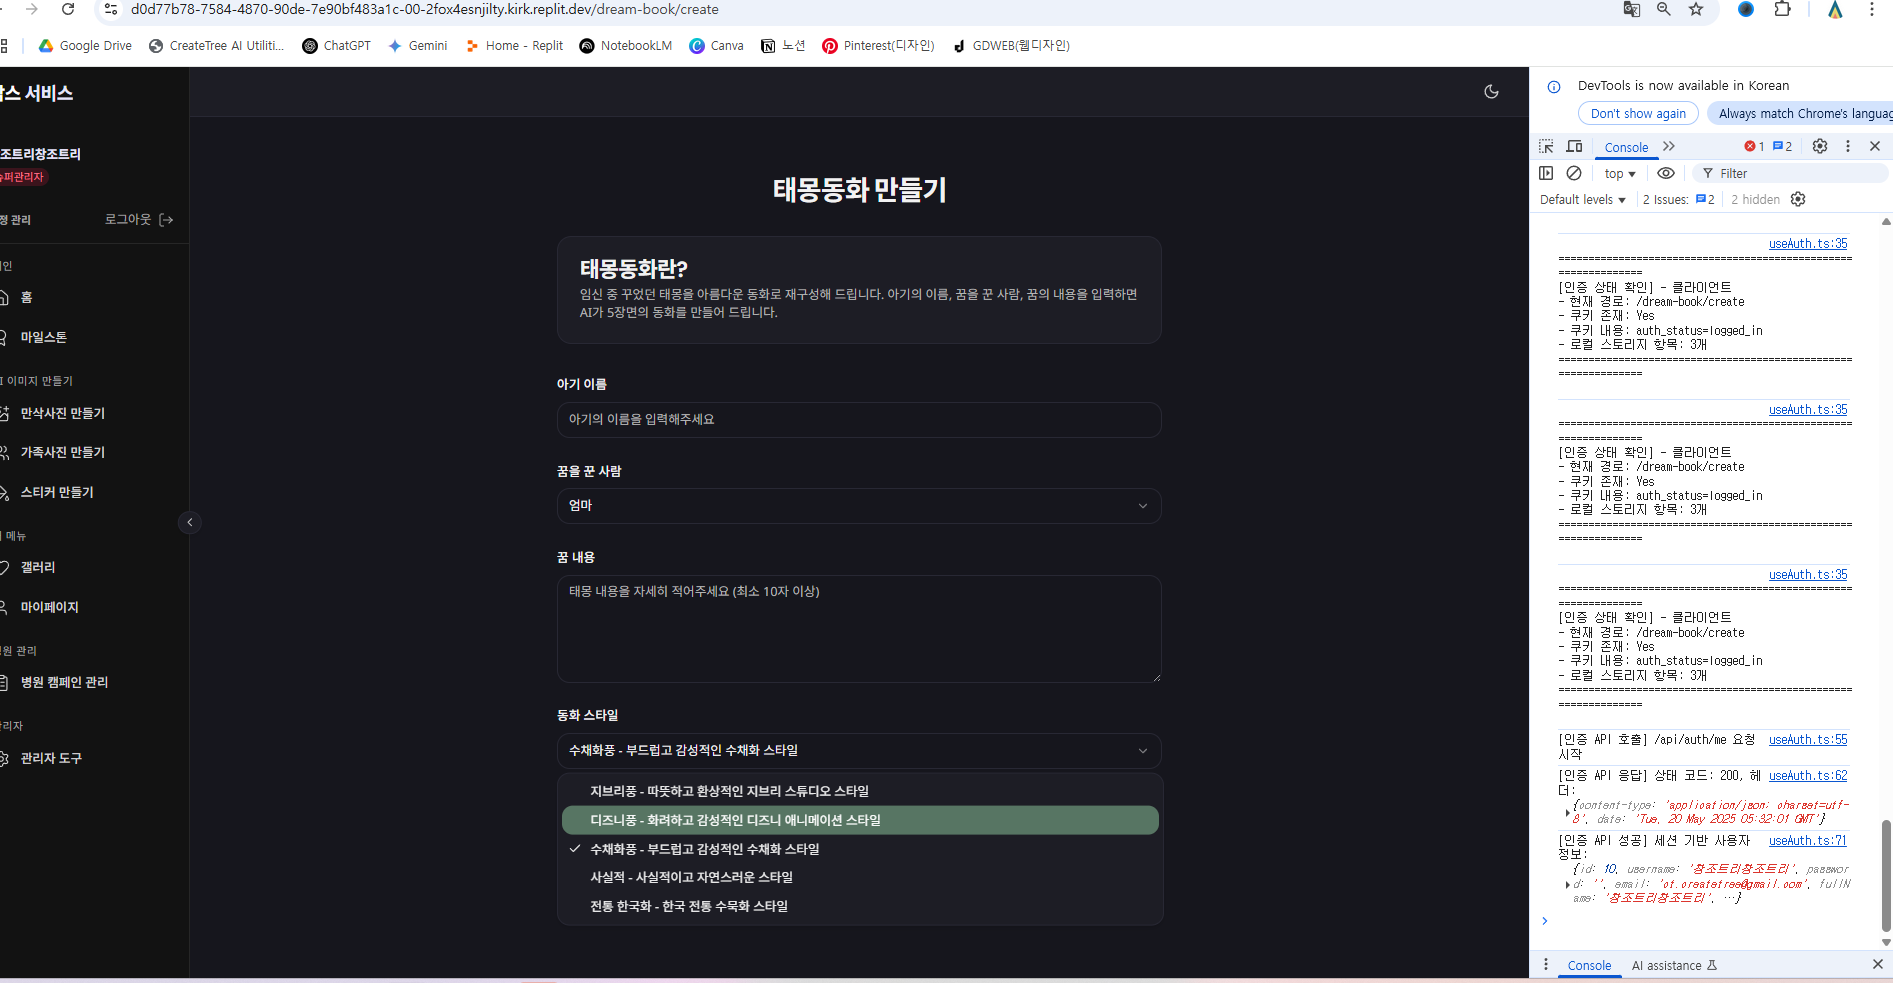 d0d77b78-7584-4870-90de-7e90bf483a1c-00-2fox4esnjilty.kirk.replit.dev/dream-book/create
Google Drive
CreateTree AI Utiliti...
ChatGPT
Gemini
Home - Replit
NotebookLM
Canva
노션
Pinterest(디자인)
GDWEB(웹디자인)
서비스
조트리창조트리
슈퍼관리자
정 관리
로그아웃
인
홈
마일스톤
I 이미지 만들기
만삭사진 만들기
가족사진 만들기
스티커 만들기
메뉴
갤러리
마이페이지
병원 관리
병원 캠페인 관리
관리자
관리자 도구
태몽동화 만들기
태몽동화란?
임신 중 꾸었던 태몽을 아름다운 동화로 재구성해 드립니다. 아기의 이름, 꿈을 꾼 사람, 꿈의 내용을 입력하면
AI가 5장면의 동화를 만들어 드립니다.
아기 이름
아기의 이름을 입력해주세요
꿈을 꾼 사람
엄마
꿈 내용
태몽 내용을 자세히 적어주세요 (최소 10자 이상)
동화 스타일
수채화풍 - 부드럽고 감성적인 수채화 스타일
지브리풍 - 따뜻하고 환상적인 지브리 스튜디오 스타일
디즈니풍 - 화려하고 감성적인 디즈니 애니메이션 스타일
수채화풍 - 부드럽고 감성적인 수채화 스타일
사실적 - 사실적이고 자연스러운 스타일
전통 한국화 - 한국 전통 수묵화 스타일
DevTools is now available in Korean
Don't show again
Always match Chrome's languag
Console
1
2
top
Filter
Default levels
2 Issues:
2
2 hidden
useAuth.ts:35
==================================================
==============
[인증 상태 확인] - 클라이언트
- 현재 경로: /dream-book/create
- 쿠키 존재: Yes
- 쿠키 내용: auth_status=logged_in
- 로컬 스토리지 항목: 3개
==================================================
==============
useAuth.ts:35
==================================================
==============
[인증 상태 확인] - 클라이언트
- 현재 경로: /dream-book/create
- 쿠키 존재: Yes
- 쿠키 내용: auth_status=logged_in
- 로컬 스토리지 항목: 3개
==================================================
==============
useAuth.ts:35
==================================================
==============
[인증 상태 확인] - 클라이언트
- 현재 경로: /dream-book/create
- 쿠키 존재: Yes
- 쿠키 내용: auth_status=logged_in
- 로컬 스토리지 항목: 3개
==================================================
==============
[인증 API 호출] /api/auth/me 요청 useAuth.ts:55
시작
[인증 API 응답] 상태 코드: 200, 헤 useAuth.ts:62
더:
{content-type: 'application/json; charset=utf-
8', date: 'Tue, 20 May 2025 05:32:01 GMT'}
[인증 API 성공] 세션 기반 사용자 useAuth.ts:71
정보:
{id: 10, username: '창조트리창조트리', passwor
d: '', email: 'ct.createtree@gmail.com', fullN
ame: '창조트리창조트리', …}
Console
AI assistance